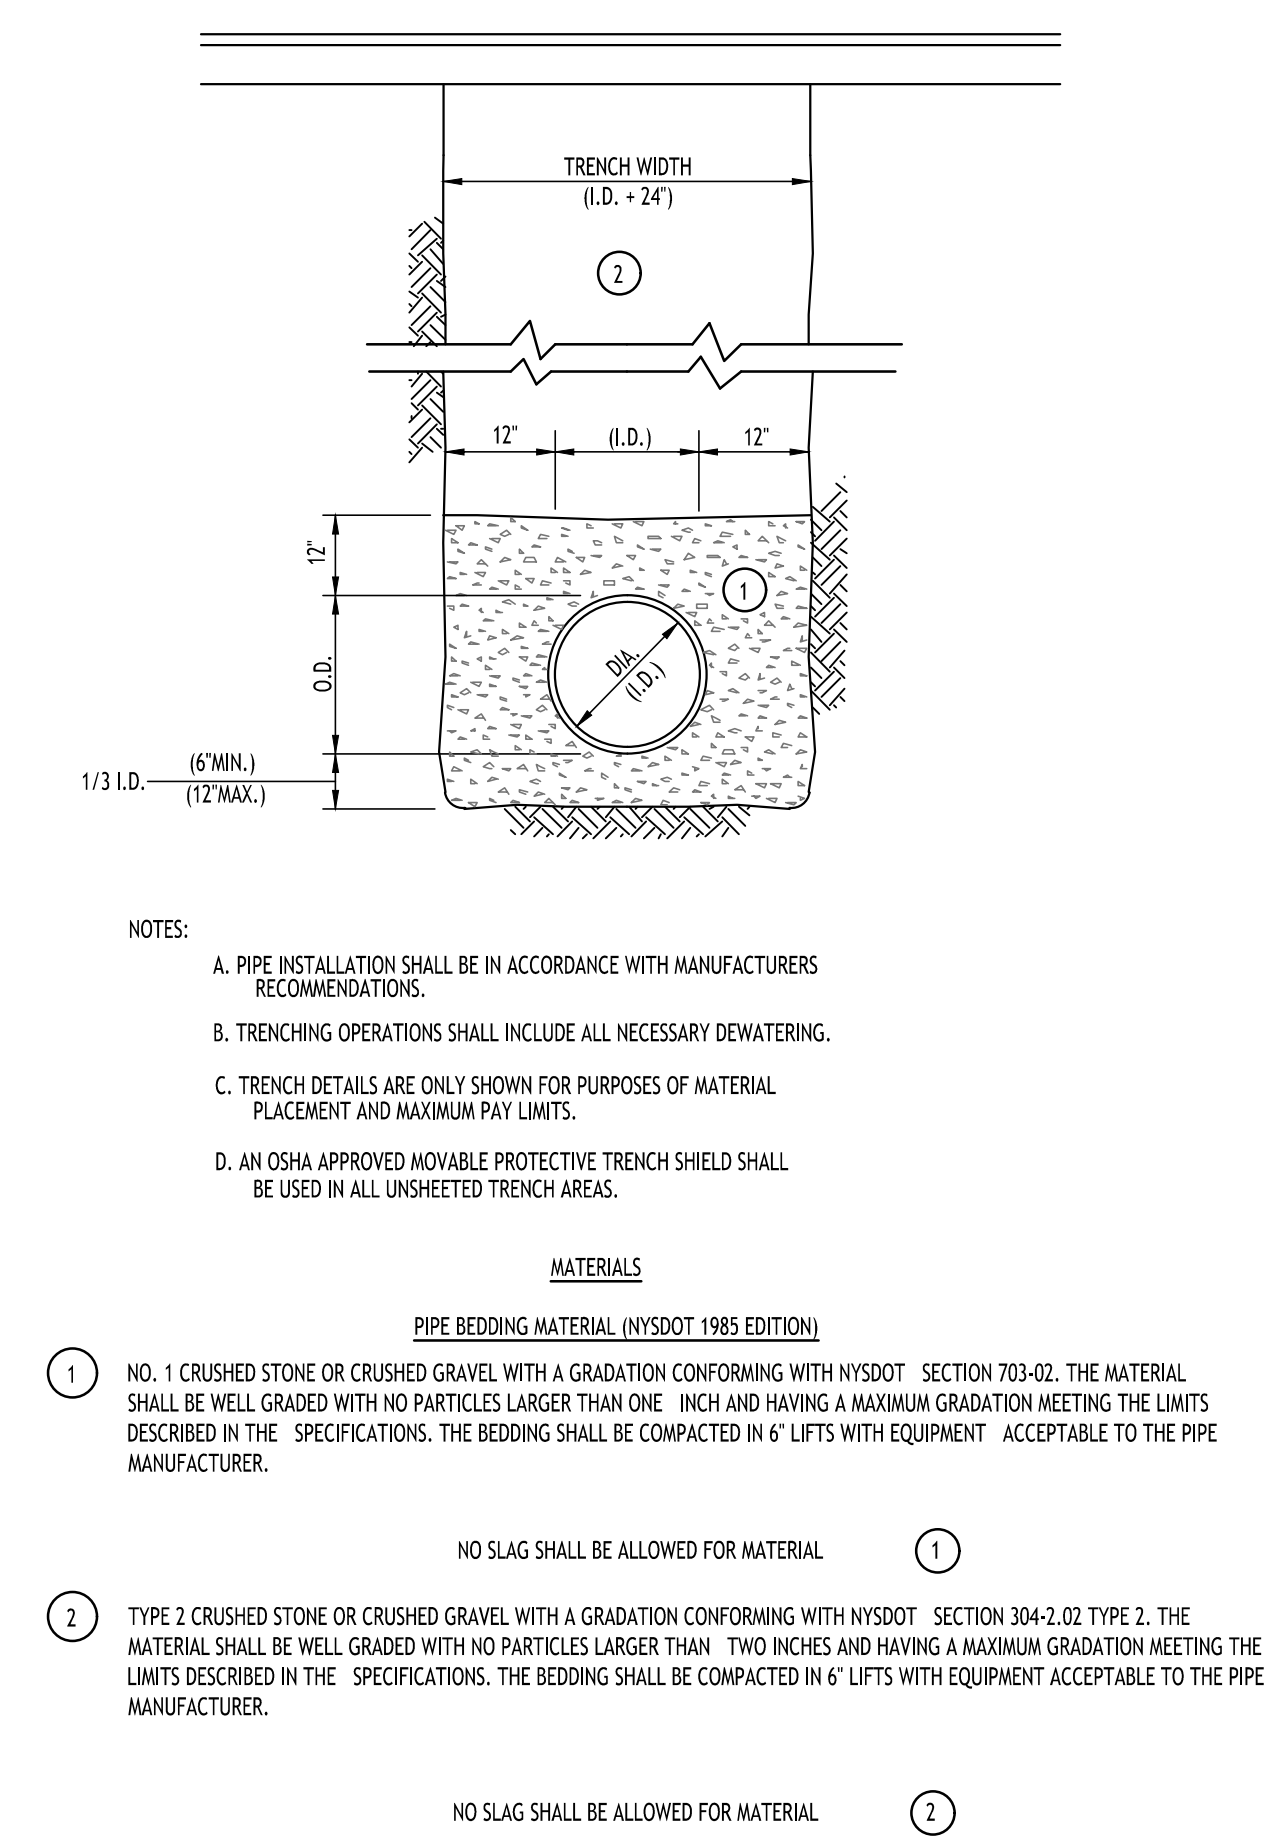 TRENCH WIDTH
(I.D. + 24")
2
12" (I.D.) 12"
12"
1
O.D.
DIA.
(I.D.)
1/3 I.D. (6"MIN.)
(12"MAX.)
NOTES:
A. PIPE INSTALLATION SHALL BE IN ACCORDANCE WITH MANUFACTURERS
RECOMMENDATIONS.
B. TRENCHING OPERATIONS SHALL INCLUDE ALL NECESSARY DEWATERING.
C. TRENCH DETAILS ARE ONLY SHOWN FOR PURPOSES OF MATERIAL
PLACEMENT AND MAXIMUM PAY LIMITS.
D. AN OSHA APPROVED MOVABLE PROTECTIVE TRENCH SHIELD SHALL
BE USED IN ALL UNSHEETED TRENCH AREAS.
MATERIALS
PIPE BEDDING MATERIAL (NYSDOT 1985 EDITION)
1 NO. 1 CRUSHED STONE OR CRUSHED GRAVEL WITH A GRADATION CONFORMING WITH NYSDOT SECTION 703-02. THE MATERIAL
SHALL BE WELL GRADED WITH NO PARTICLES LARGER THAN ONE INCH AND HAVING A MAXIMUM GRADATION MEETING THE LIMITS
DESCRIBED IN THE SPECIFICATIONS. THE BEDDING SHALL BE COMPACTED IN 6" LIFTS WITH EQUIPMENT ACCEPTABLE TO THE PIPE
MANUFACTURER.
NO SLAG SHALL BE ALLOWED FOR MATERIAL 1
2 TYPE 2 CRUSHED STONE OR CRUSHED GRAVEL WITH A GRADATION CONFORMING WITH NYSDOT SECTION 304-2.02 TYPE 2. THE
MATERIAL SHALL BE WELL GRADED WITH NO PARTICLES LARGER THAN TWO INCHES AND HAVING A MAXIMUM GRADATION MEETING THE
LIMITS DESCRIBED IN THE SPECIFICATIONS. THE BEDDING SHALL BE COMPACTED IN 6" LIFTS WITH EQUIPMENT ACCEPTABLE TO THE PIPE
MANUFACTURER.
NO SLAG SHALL BE ALLOWED FOR MATERIAL 2